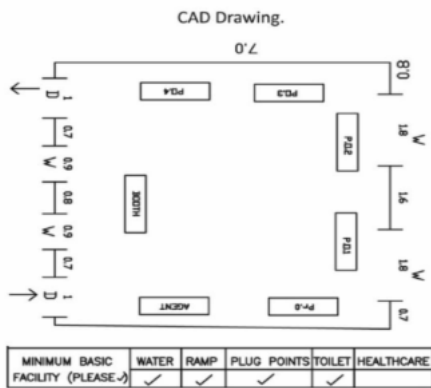 CAD Drawing.
7.0
0.8
D 1
PO.4
PO.3
0.7
W 0.9
0.8
W 0.9
0.7
D 1
BOOTH
PO.2
1.8 W
1.6
PO.1
1.8 W
0.7
AGENT
Pr.O
MINIMUM BASIC FACILITY (PLEASE ✓) WATER RAMP PLUG POINTS TOILET HEALTHCARE
✓ ✓ ✓ ✓